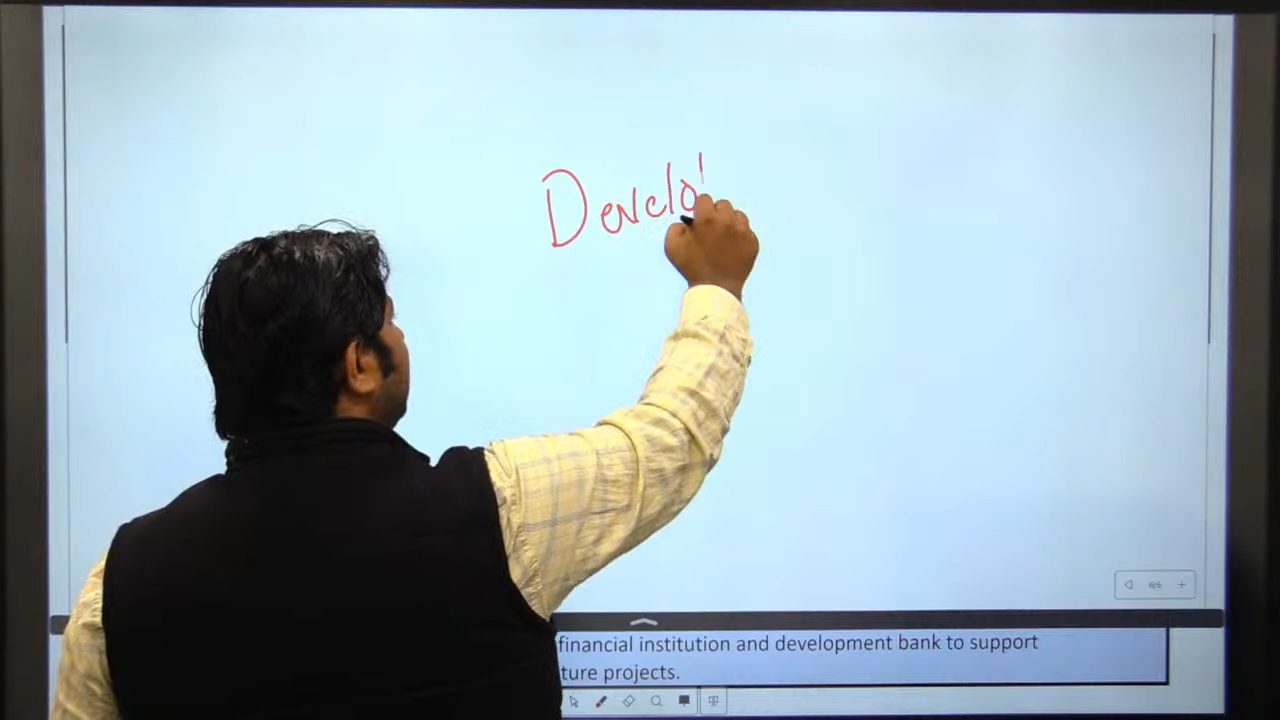 Develo
financial institution and development bank to support
ture projects.